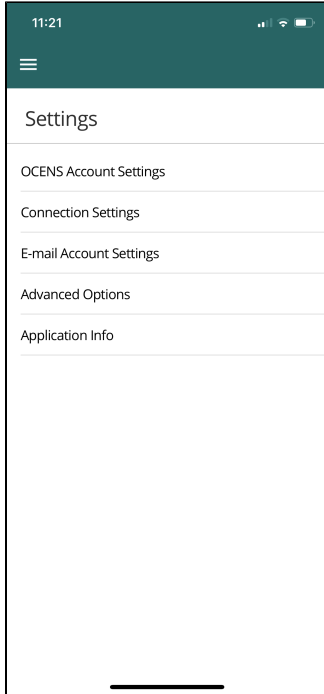 11:21
Settings
OCENS Account Settings
Connection Settings
E-mail Account Settings
Advanced Options
Application Info